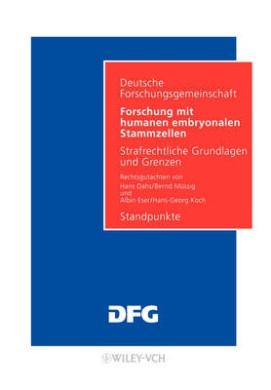 Deutsche
Forschungsgemeinschaft
Forschung mit
humanen embryonalen
Stammzellen
Strafrechtliche Grundlagen
und Grenzen
Rechtsgutachten von
Hans Dahs/Bernd Müssig
und
Albin Eser/Hans-Georg Koch
Standpunkte
DFG
WILEY-VCH